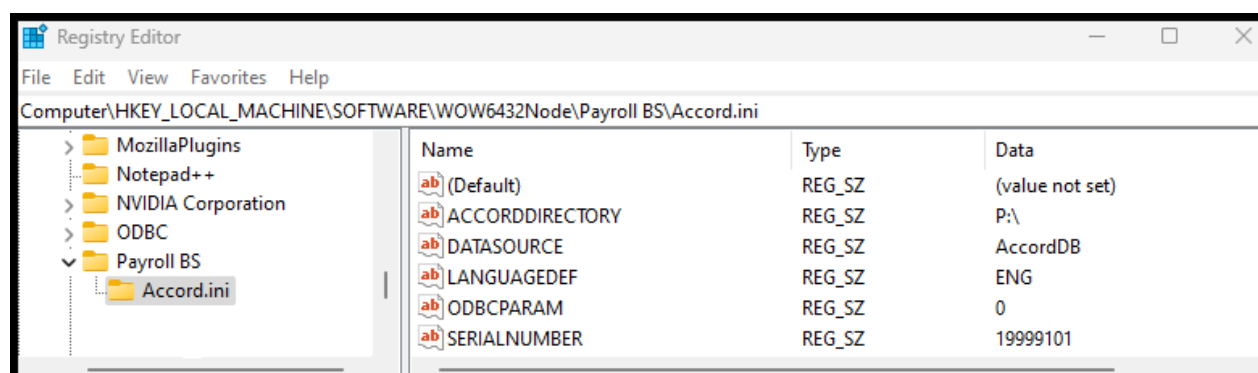 Registry Editor
File Edit View Favorites Help
Computer\HKEY_LOCAL_MACHINE\SOFTWARE\WOW6432Node\Payroll BS\Accord.ini
MozillaPlugins
Notepad++
NVIDIA Corporation
ODBC
Payroll BS
Accord.ini
Name Type Data
(Default) REG_SZ (value not set)
ACCORDDIRECTORY REG_SZ P:\
DATASOURCE REG_SZ AccordDB
LANGUAGEDEF REG_SZ ENG
ODBCPARAM REG_SZ 0
SERIALNUMBER REG_SZ 19999101